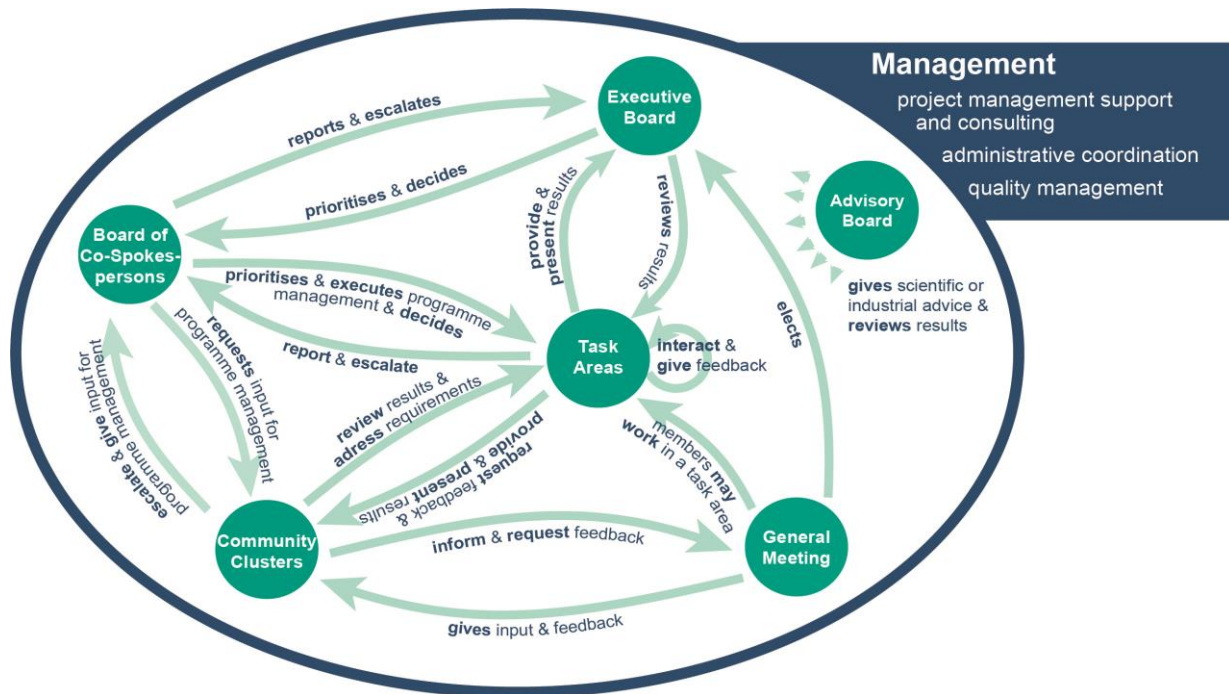 Management
project management support
and consulting
administrative coordination
quality management
Executive
Board
Advisory
Board
gives scientific or
industrial advice &
reviews results
reports & escalates
prioritises & decides
provide &
present results
reviews results
Board of
Co-Spokes-
persons
prioritises & executes programme
management & decides
report & escalate
Task
Areas
interact &
give feedback
elects
requests input for
programme management
escalate & give input for
programme management
review results &
adress requirements
request feedback &
provide & present results
members may
work in a task area
Community
Clusters
inform & request feedback
General
Meeting
gives input & feedback